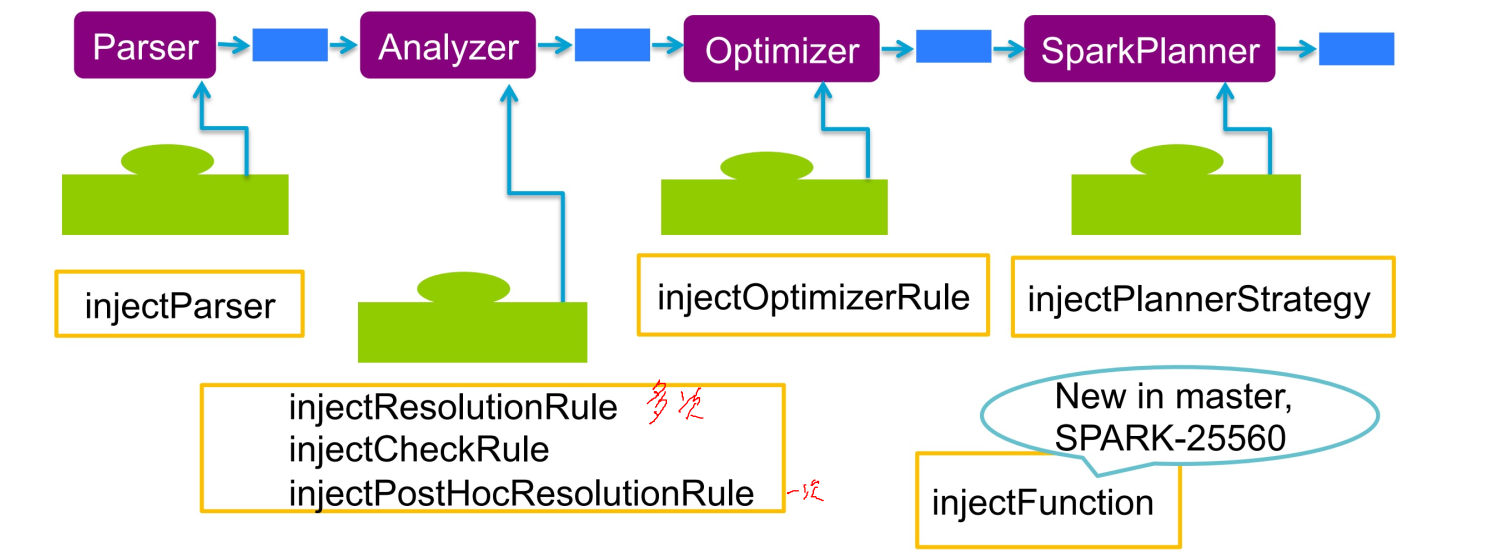 Parser
Analyzer
Optimizer
SparkPlanner
injectParser
injectOptimizerRule
injectPlannerStrategy
injectResolutionRule 多次
injectCheckRule
injectPostHocResolutionRule 一次
New in master,
SPARK-25560
injectFunction